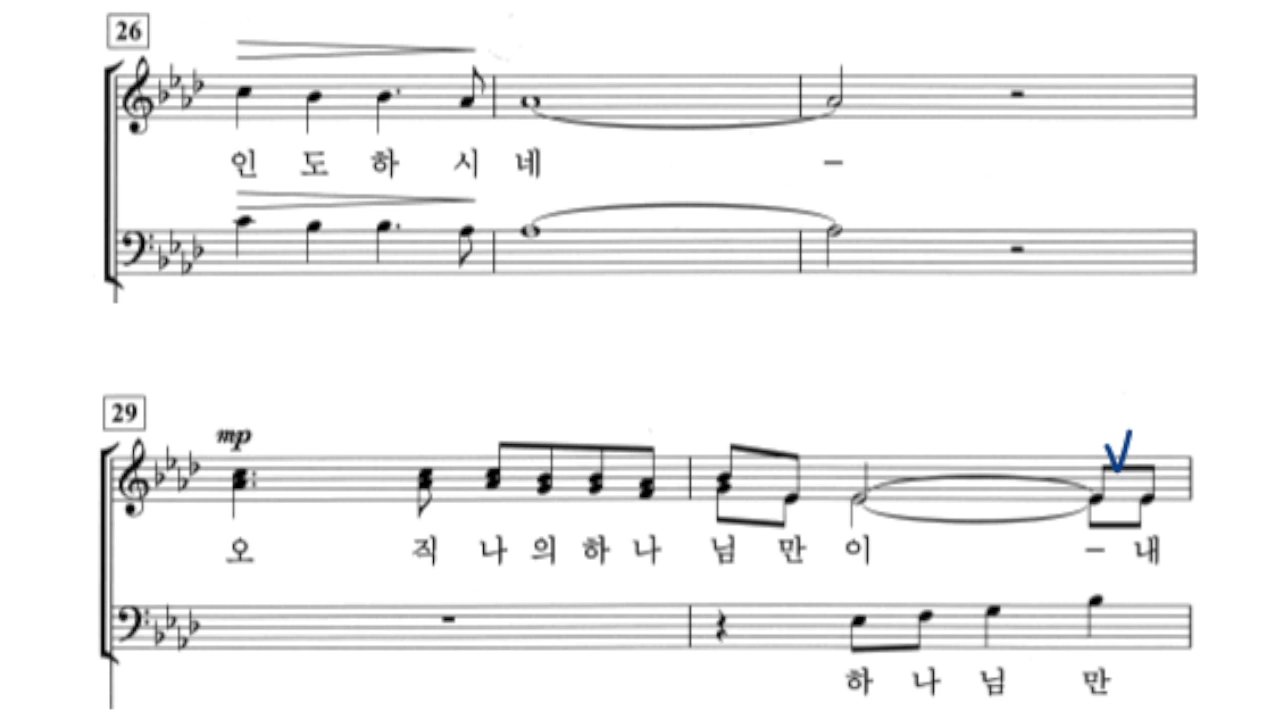 26
인 도 하 시 네 –
29
mp
오 직 나 의 하 나 님 만 이 – 내
하 나 님 만